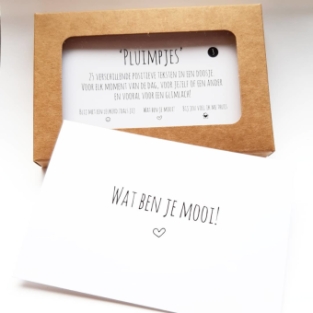 "PLUIMPJES"
1
25 VERSCHILLENDE POSITIEVE TEKSTEN IN EEN DOOSJE
VOOR ELK MOMENT VAN DE DAG, VOOR JEZELF OF EEN ANDER
EN VOORAL VOOR EEN GLIMLACH!
WAT BEN JE MOOI!
WAT BEN JE MOOI!